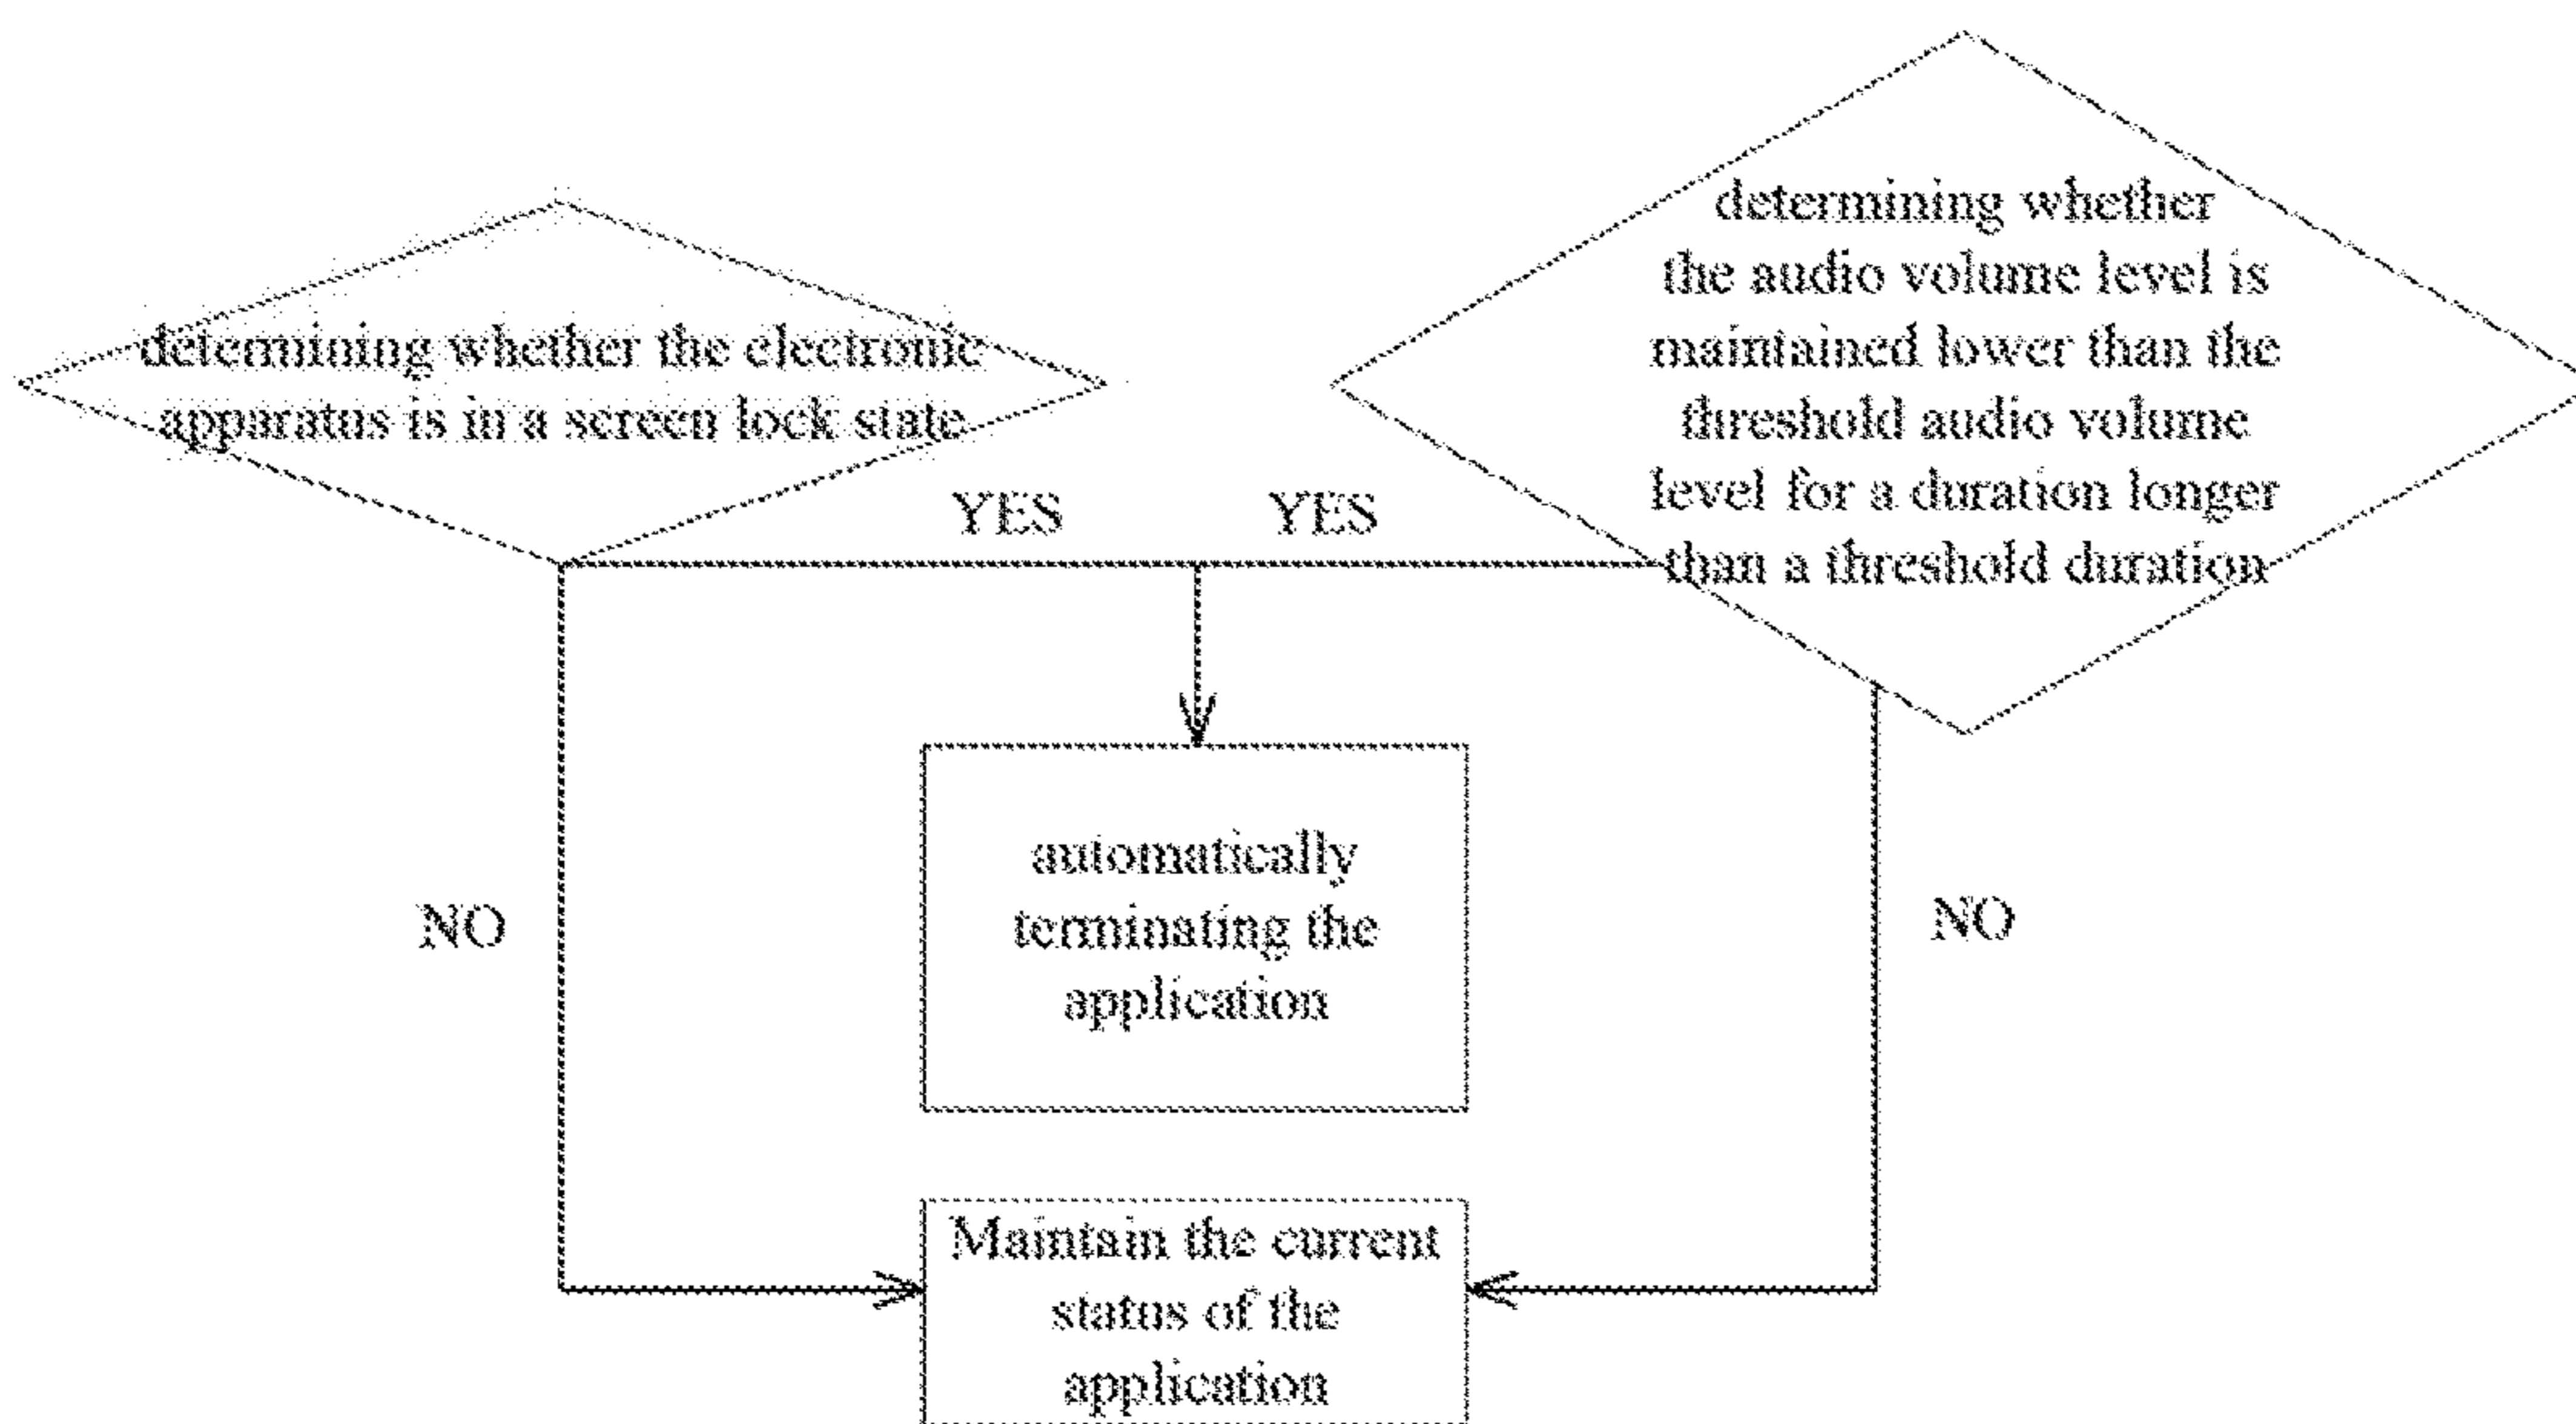 determining whether the electronic
apparatus is in a screen lock state
determining whether
the audio volume level is
maintained lower than the
threshold audio volume
level for a duration longer
than a threshold duration
YES
YES
automatically
terminating the
application
NO
NO
Maintain the current
status of the
application